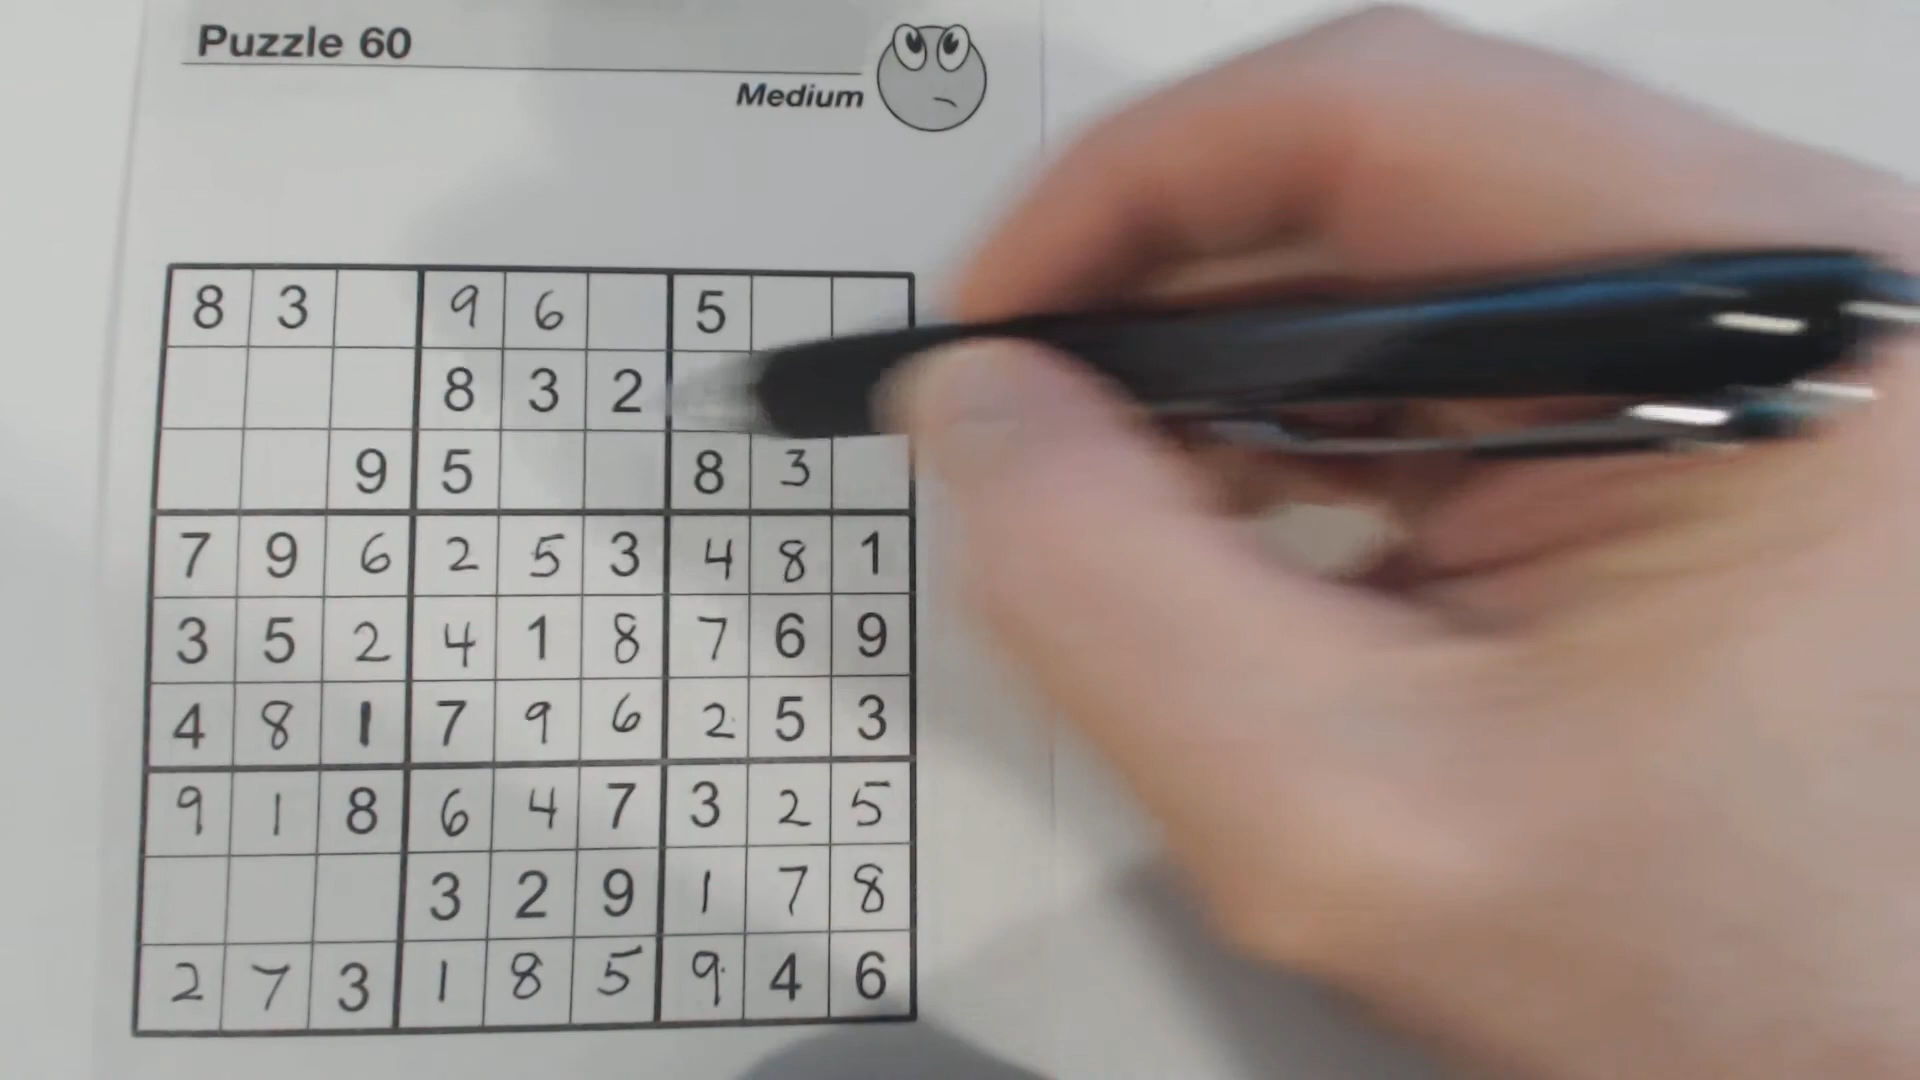 Puzzle 60
Medium
8 3 9 6 5
8 3 2
9 5 8 3
7 9 6 2 5 3 4 8 1
3 5 2 4 1 8 7 6 9
4 8 1 7 9 6 2 5 3
9 1 8 6 4 7 3 2 5
3 2 9 1 7 8
2 7 3 1 8 5 9 4 6